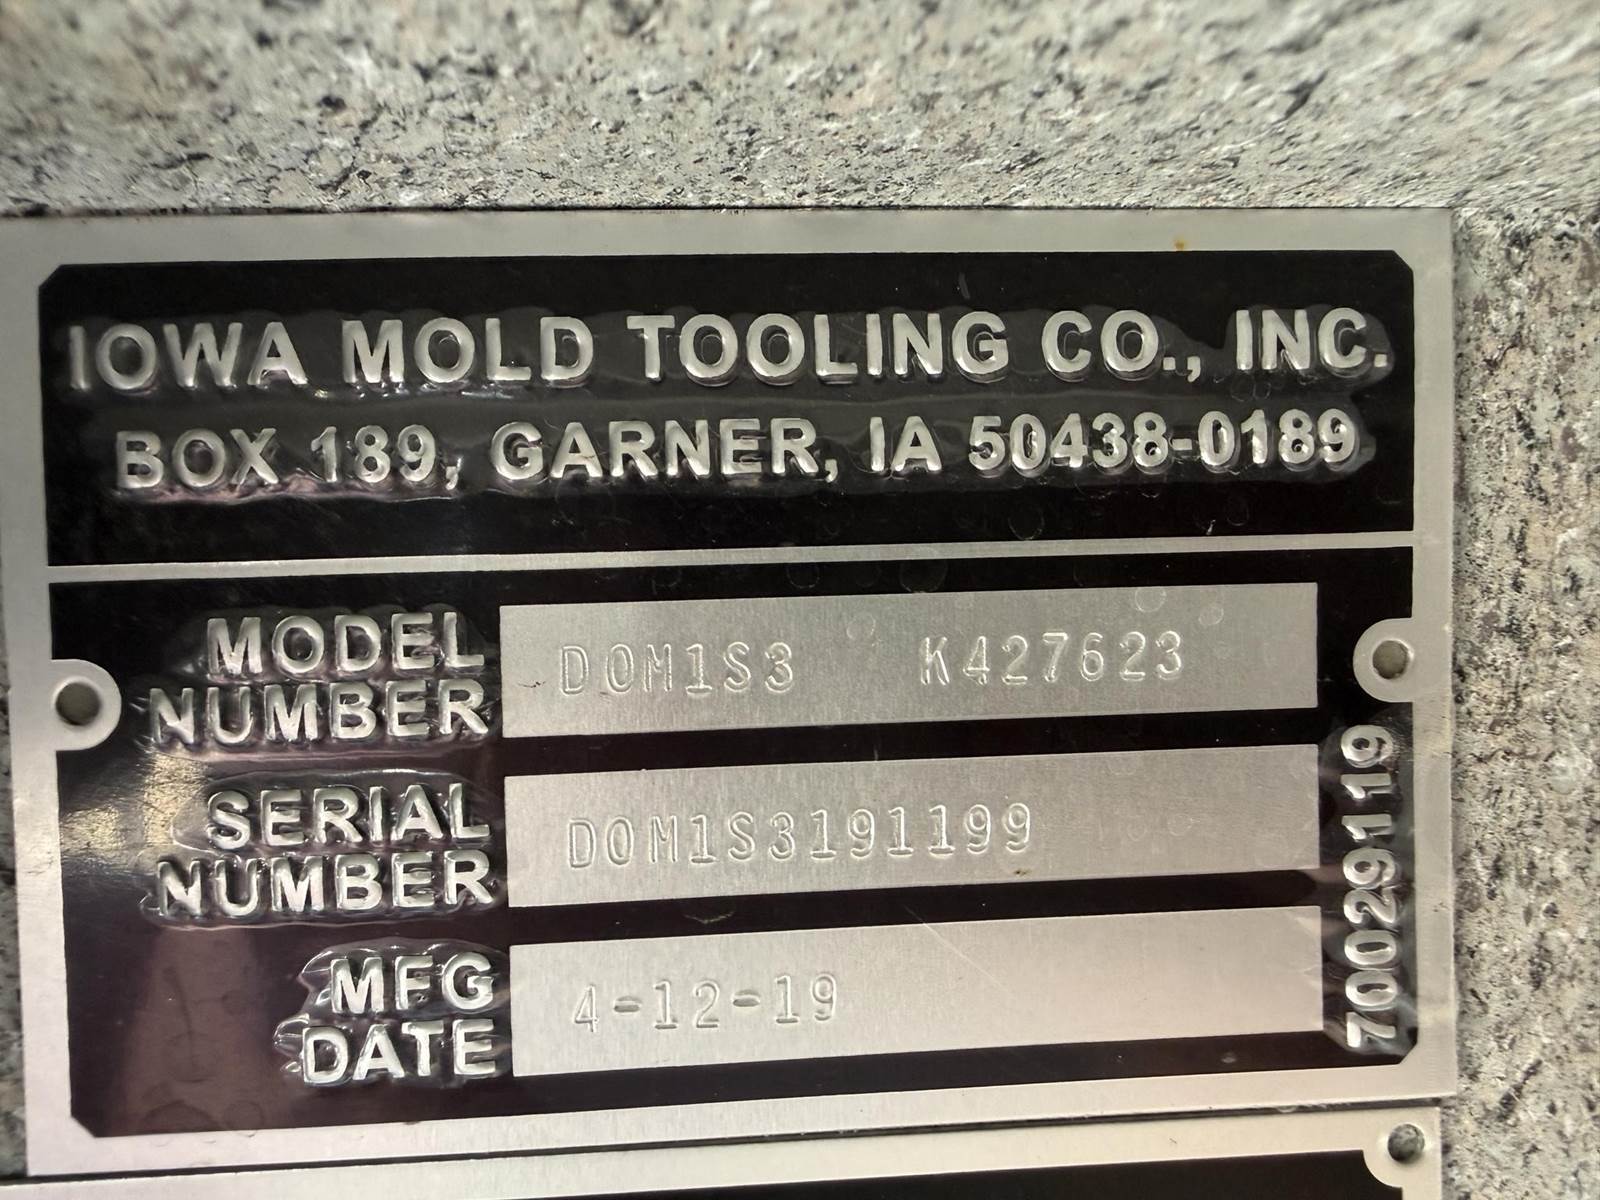 IOWA MOLD TOOLING CO., INC.
BOX 189, GARNER, IA 50438-0189
MODEL NUMBER DOM1S3 K427623
SERIAL NUMBER DOM1S3191199
MFG DATE 4-12-19
70029119